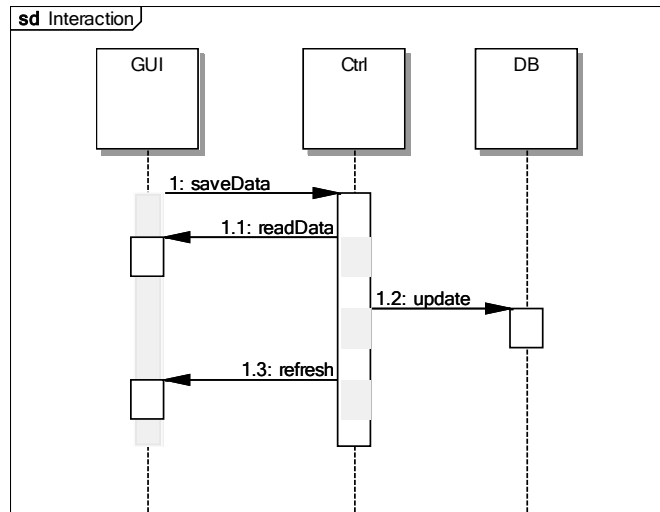 sd Interaction
GUI
Ctrl
DB
1: saveData
1.1: readData
1.2: update
1.3: refresh